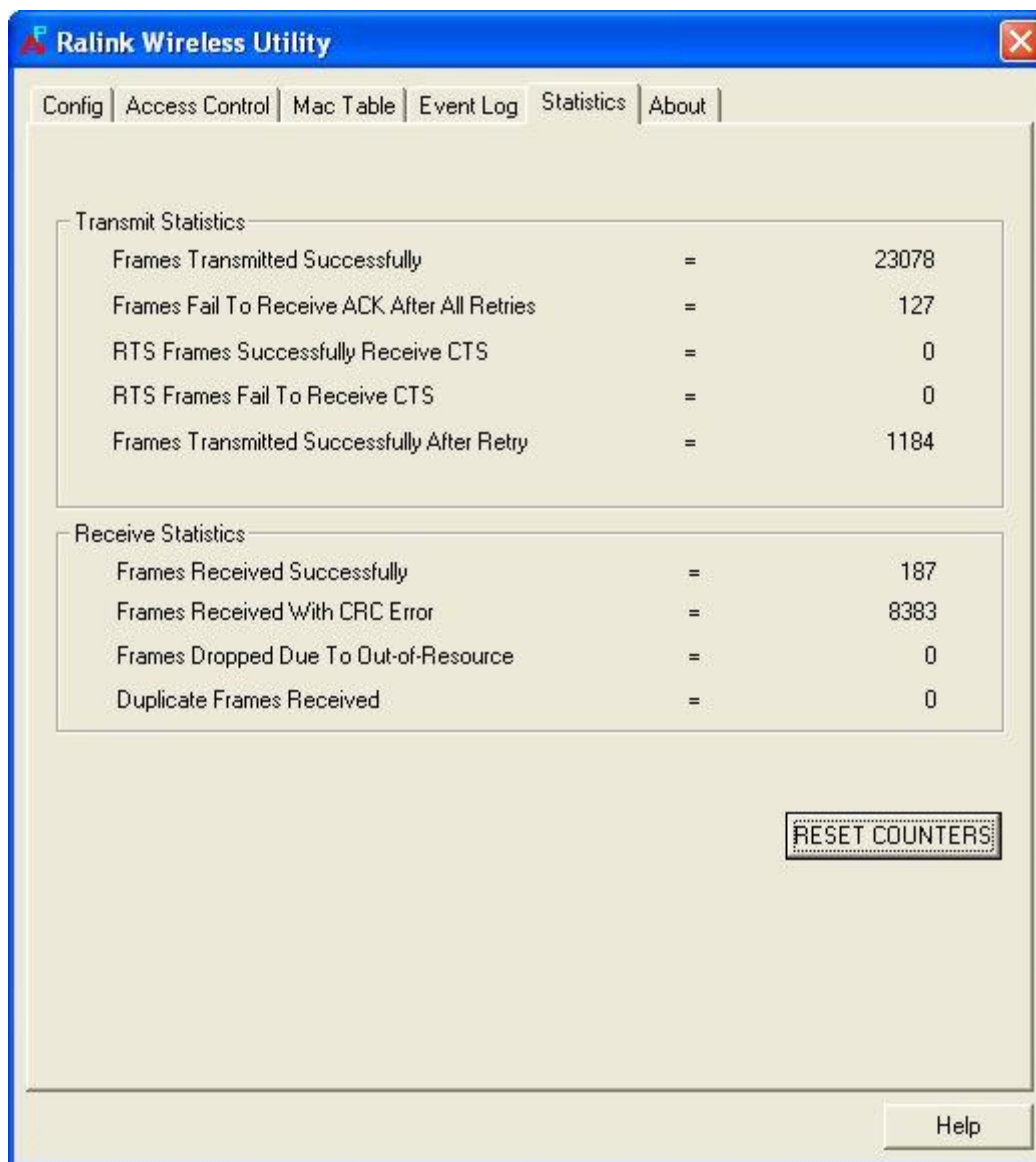 Ralink Wireless Utility
Config Access Control Mac Table Event Log Statistics About
Transmit Statistics
Frames Transmitted Successfully = 23078
Frames Fail To Receive ACK After All Retries = 127
RTS Frames Successfully Receive CTS = 0
RTS Frames Fail To Receive CTS = 0
Frames Transmitted Successfully After Retry = 1184
Receive Statistics
Frames Received Successfully = 187
Frames Received With CRC Error = 8383
Frames Dropped Due To Out-of-Resource = 0
Duplicate Frames Received = 0
RESET COUNTERS
Help